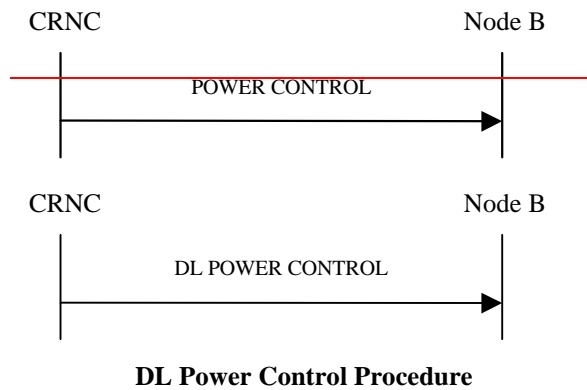 CRNC Node B
POWER CONTROL
CRNC Node B
DL POWER CONTROL
DL Power Control Procedure